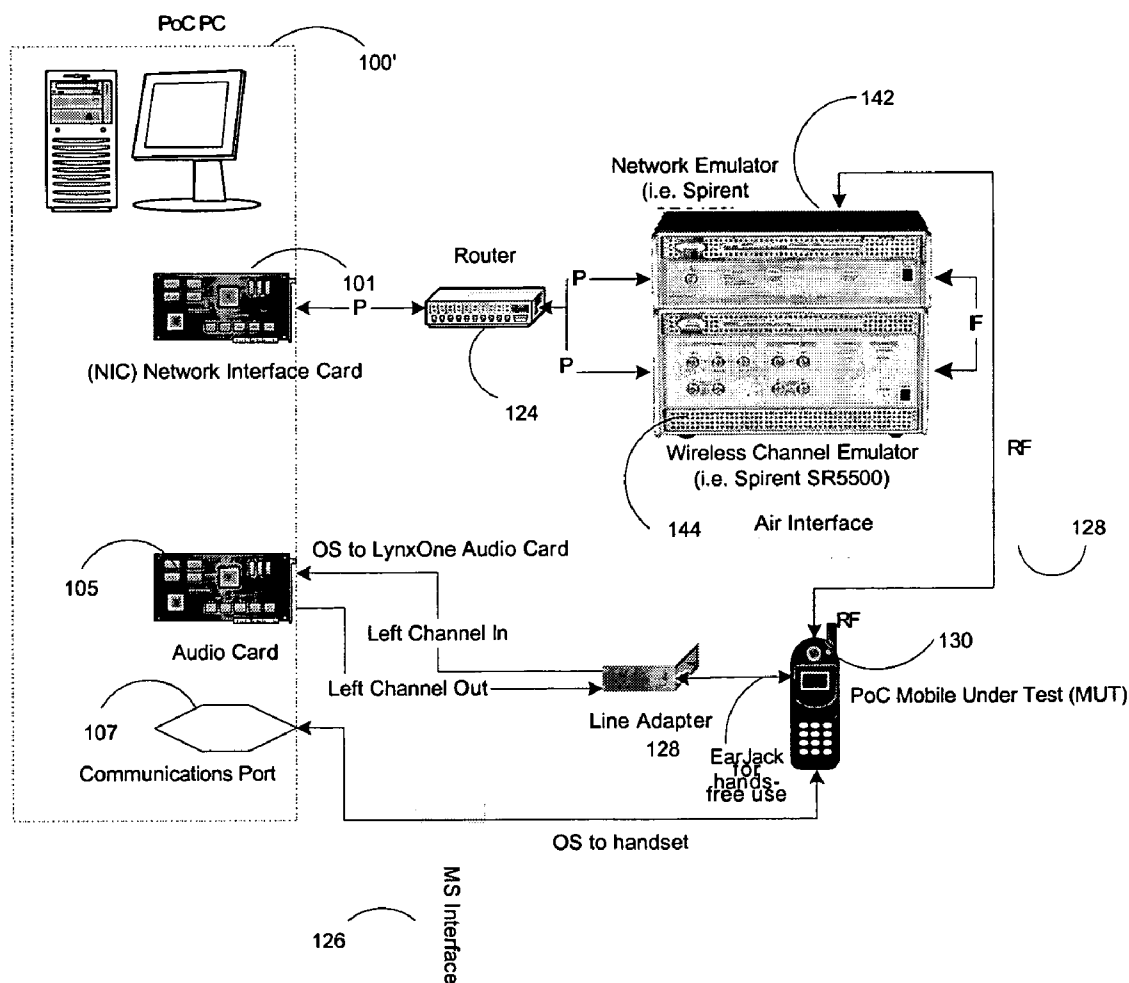 PoC PC
100'
142
Network Emulator
(i.e. Spirent
101
Router
P
P
P
IF
(NIC) Network Interface Card
124
Wireless Channel Emulator
(i.e. Spirent SR5500)
RF
144
Air Interface
128
OS to LynxOne Audio Card
105
Left Channel In
RF
130
Audio Card
Left Channel Out
PoC Mobile Under Test (MUT)
107
Line Adapter
128
Communications Port
Ear Jack
for
hands-
free use
OS to handset
MS Interface
126